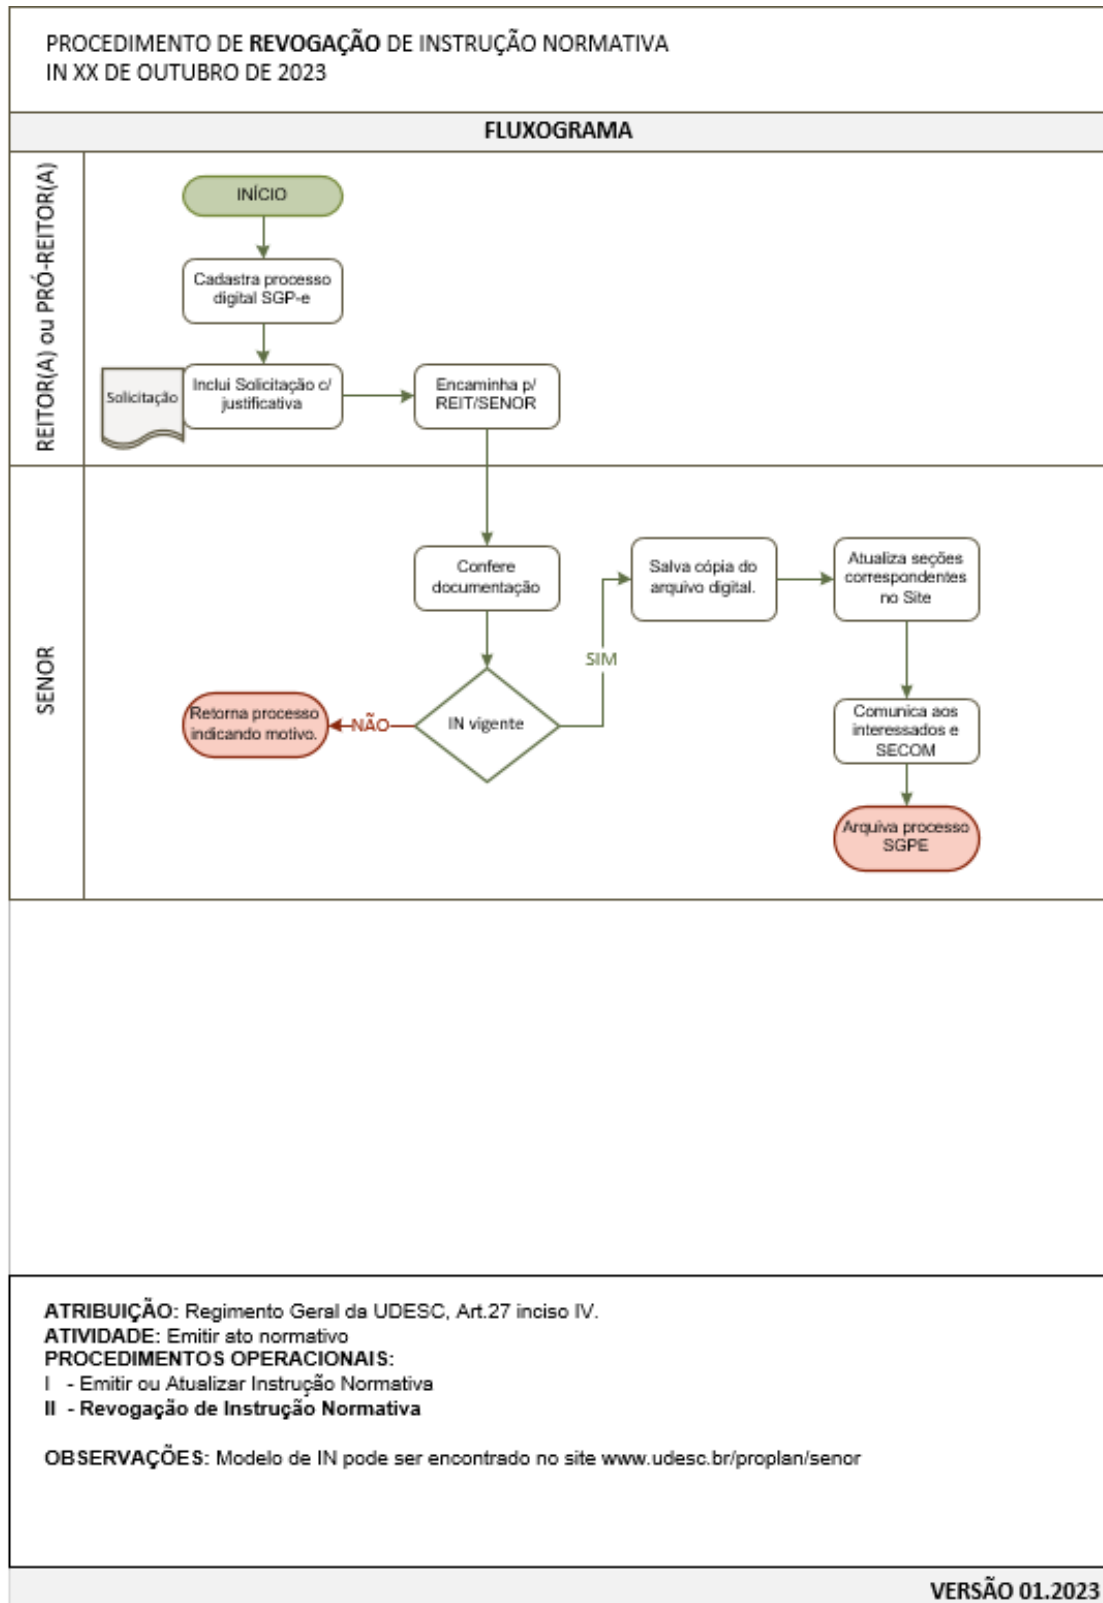 PROCEDIMENTO DE REVOGAÇÃO DE INSTRUÇÃO NORMATIVA
IN XX DE OUTUBRO DE 2023
FLUXOGRAMA
REITOR(A) ou PRÓ-REITOR(A)
INÍCIO
Cadastra processo
digital SGP-e
Solicitação
Inclui Solicitação c/
justificativa
Encaminha p/
REIT/SENOR
SENOR
Confere
documentação
IN vigente
NÃO
Retorna processo
indicando motivo.
SIM
Salva cópia do
arquivo digital.
Atualiza seções
correspondentes
no Site
Comunica aos
interessados e
SECOM
Arquiva processo
SGPE
ATRIBUIÇÃO: Regimento Geral da UDESC, Art.27 inciso IV.
ATIVIDADE: Emitir ato normativo
PROCEDIMENTOS OPERACIONAIS:
I - Emitir ou Atualizar Instrução Normativa
II - Revogação de Instrução Normativa
OBSERVAÇÕES: Modelo de IN pode ser encontrado no site www.udesc.br/proplan/senor
VERSÃO 01.2023